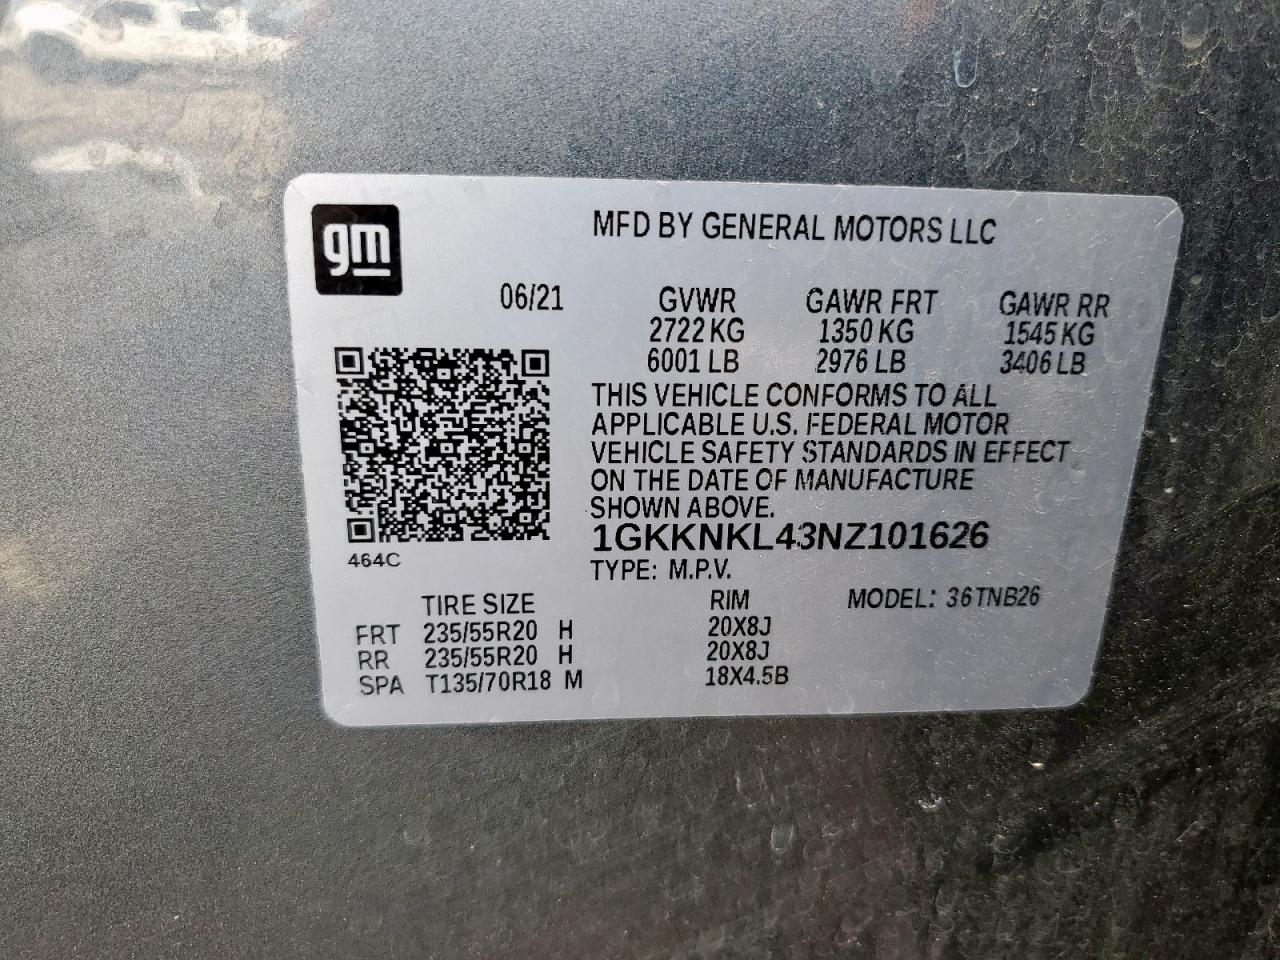 gm
MFD BY GENERAL MOTORS LLC
06/21 GVWR GAWR FRT GAWR RR
2722 KG 1350 KG 1545 KG
6001 LB 2976 LB 3406 LB
THIS VEHICLE CONFORMS TO ALL
APPLICABLE U.S. FEDERAL MOTOR
VEHICLE SAFETY STANDARDS IN EFFECT
ON THE DATE OF MANUFACTURE
SHOWN ABOVE.
1GKKNKL43NZ101626
464C
TYPE: M.P.V.
TIRE SIZE RIM MODEL: 36TNB26
FRT 235/55R20 H 20X8J
RR 235/55R20 H 20X8J
SPA T135/70R18 M 18X4.5B